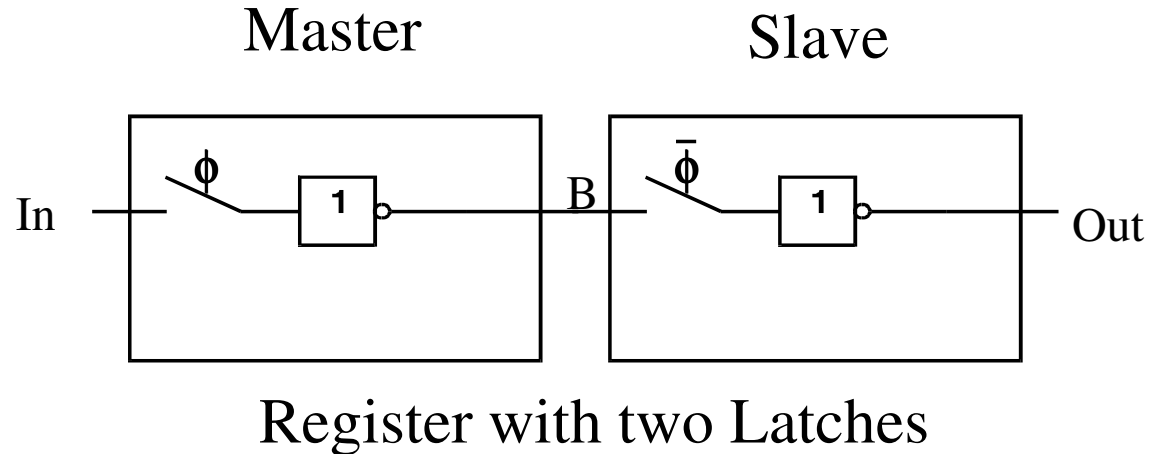 Master
Slave
In
ϕ
1
B
ϕ̅
1
Out
Register with two Latches